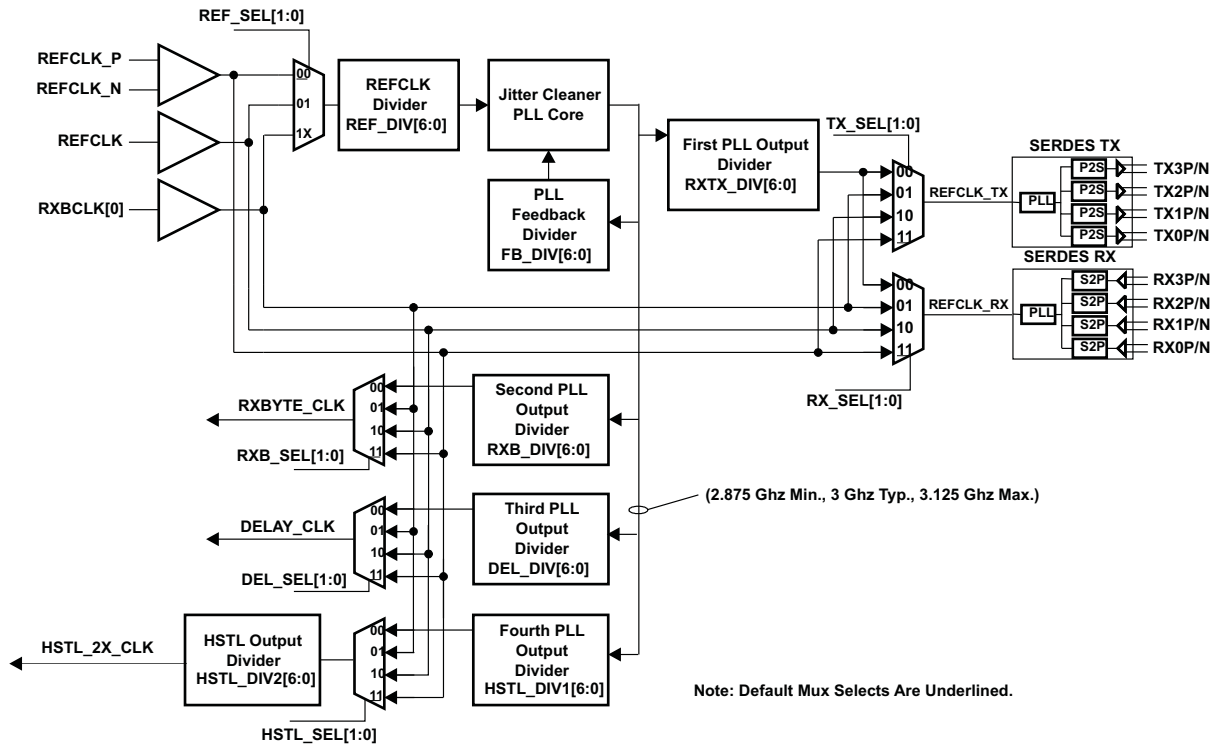 REF_SEL[1:0]
REFCLK_P
REFCLK_N
REFCLK
RXBCLK[0]
00
01
1X
REFCLK
Divider
REF_DIV[6:0]
Jitter Cleaner
PLL Core
PLL
Feedback
Divider
FB_DIV[6:0]
First PLL Output
Divider
RXTX_DIV[6:0]
TX_SEL[1:0]
00
01
10
11
REFCLK_TX
SERDES TX
PLL
P2S
P2S
P2S
P2S
TX3P/N
TX2P/N
TX1P/N
TX0P/N
SERDES RX
00
01
10
11
REFCLK_RX
PLL
S2P
S2P
S2P
S2P
RX3P/N
RX2P/N
RX1P/N
RX0P/N
RX_SEL[1:0]
RXBYTE_CLK
RXB_SEL[1:0]
00
01
10
11
Second PLL
Output
Divider
RXB_DIV[6:0]
(2.875 Ghz Min., 3 Ghz Typ., 3.125 Ghz Max.)
DELAY_CLK
DEL_SEL[1:0]
00
01
10
11
Third PLL
Output
Divider
DEL_DIV[6:0]
HSTL_2X_CLK
HSTL Output
Divider
HSTL_DIV2[6:0]
00
01
10
11
HSTL_SEL[1:0]
Fourth PLL
Output
Divider
HSTL_DIV1[6:0]
Note: Default Mux Selects Are Underlined.